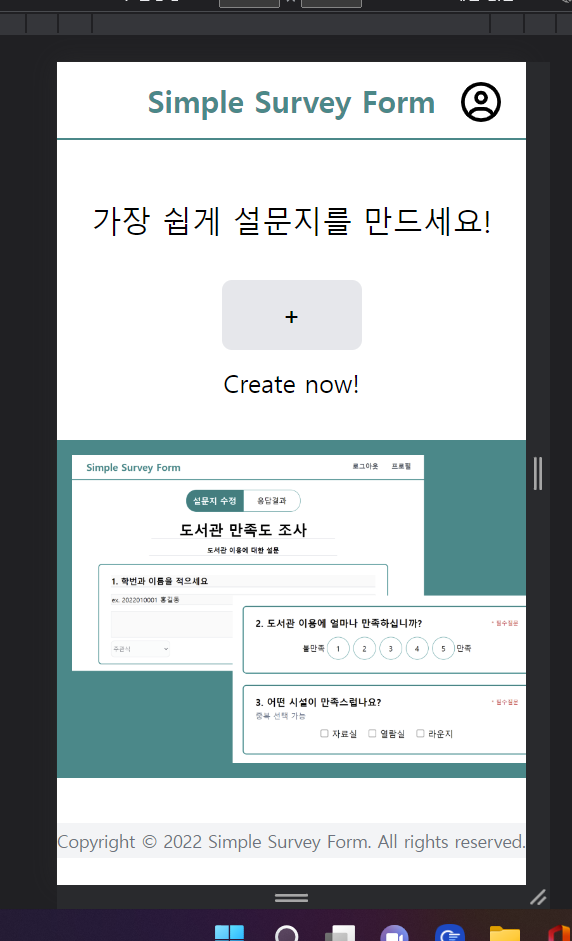 Simple Survey Form
가장 쉽게 설문지를 만드세요!
+
Create now!
Simple Survey Form
로그아웃 프로필
설문지 수정 응답결과
도서관 만족도 조사
도서관 이용에 대한 설문
1. 학번과 이름을 적으세요
ex. 2022010001 홍길동
주관식
2. 도서관 이용에 얼마나 만족하십니까?
* 필수질문
불만족 1 2 3 4 5 만족
3. 어떤 시설이 만족스럽나요?
* 필수질문
중복 선택 가능
자료실 열람실 라운지
Copyright © 2022 Simple Survey Form. All rights reserved.